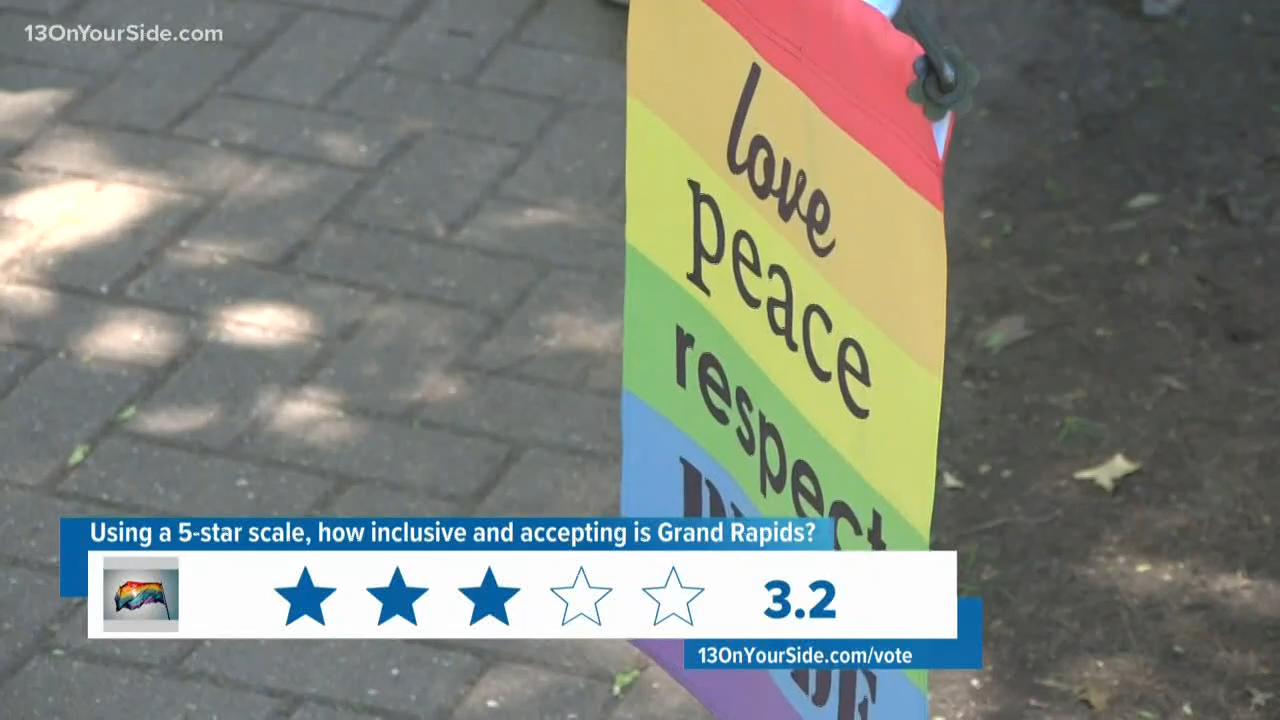 13OnYourSide.com
love
peace
respect
Using a 5-star scale, how inclusive and accepting is Grand Rapids?
3.2
13OnYourSide.com/vote